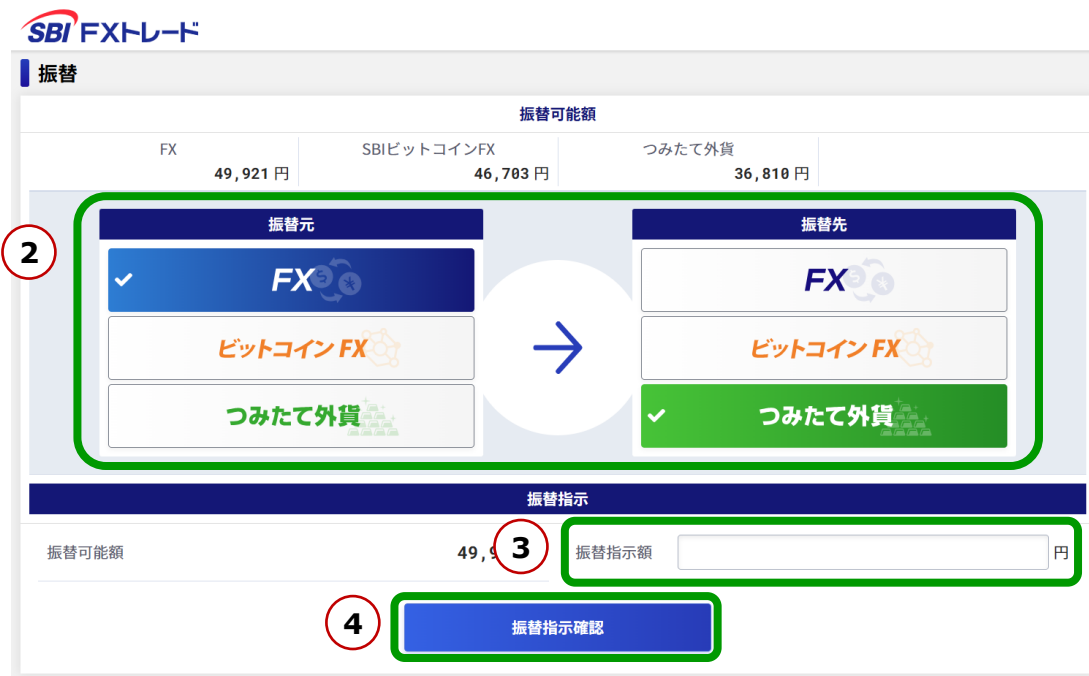 SBI FXトレード
振替
振替可能額
FX
49,921 円
SBIビットコインFX
46,703 円
つみたて外貨
36,810 円
2
振替元
FX
ビットコイン FX
つみたて外貨
振替先
FX
ビットコイン FX
つみたて外貨
振替指示
振替可能額
49,9
3
振替指示額
円
4
振替指示確認